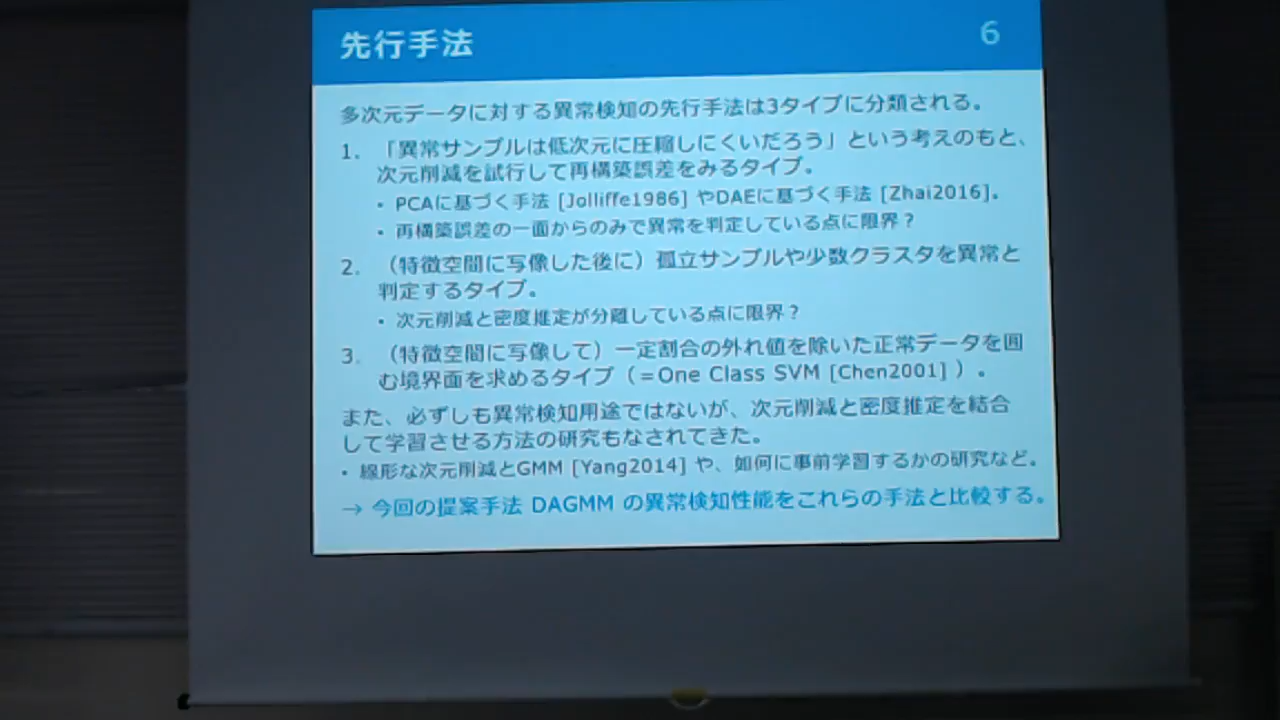 先行手法
6
多次元データに対する異常検知の先行手法は3タイプに分類される。
1. 「異常サンプルは低次元に圧縮しにくいだろう」という考えのもと、
次元削減を試行して再構築誤差をみるタイプ。
・PCAに基づく手法 [Jolliffe1986] やDAEに基づく手法 [Zhai2016]。
・再構築誤差の一面からのみで異常を判定している点に限界?
2. （特徴空間に写像した後に）孤立サンプルや少数クラスタを異常と
判定するタイプ。
・次元削減と密度推定が分離している点に限界?
3. （特徴空間に写像して）一定割合の外れ値を除いた正常データを囲
む境界面を求めるタイプ（=One Class SVM [Chen2001] ）。
また、必ずしも異常検知用途ではないが、次元削減と密度推定を結合
して学習させる方法の研究もなされてきた。
・線形な次元削減とGMM [Yang2014] や、如何に事前学習するかの研究など。
→ 今回の提案手法 DAGMM の異常検知性能をこれらの手法と比較する。